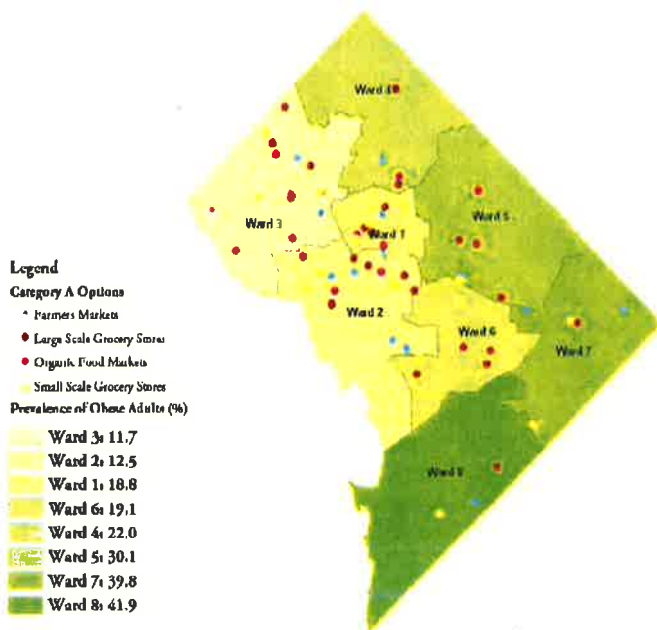 Ward 4
Ward 5
Ward 3
Ward 1
Ward 2
Ward 6
Ward 7
Ward 8
Legend
Category A Options
Farmers Markets
Large Scale Grocery Stores
Organic Food Markets
Small Scale Grocery Stores
Prevalence of Obese Adults (%)
Ward 3: 11.7
Ward 2: 12.5
Ward 1: 18.8
Ward 6: 19.1
Ward 4: 22.0
Ward 5: 30.1
Ward 7: 39.8
Ward 8: 41.9